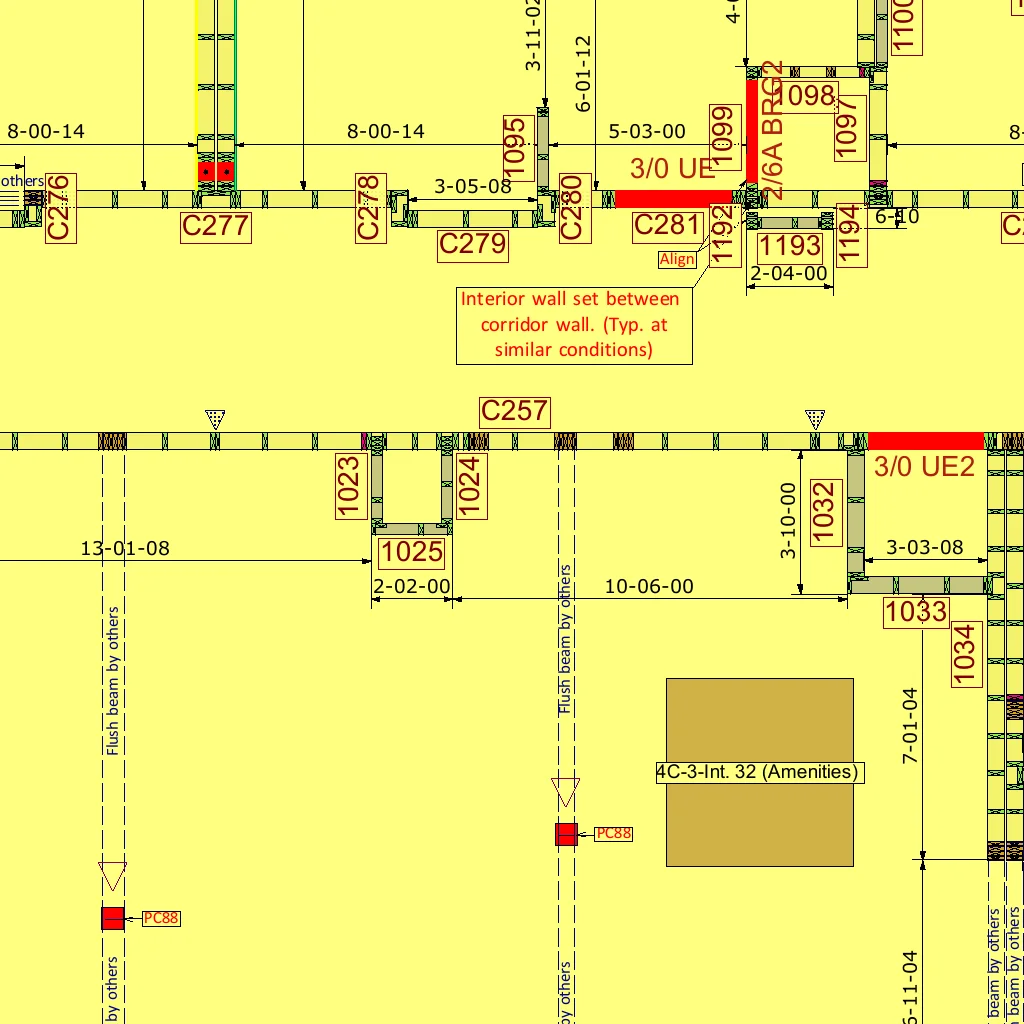 3-11-02
6-01-12
1100
8-00-14
8-00-14
1095
5-03-00
1099
2/6A BRG2
1098
1097
8-
others
C276
C277
C278
3-05-08
C279
C280
3/0 UE
C281
1192
1193
1194
6-10
Align
2-04-00
Interior wall set between
corridor wall. (Typ. at
similar conditions)
C257
1023
1024
1025
3/0 UE2
3-10-00
1032
3-03-08
13-01-08
2-02-00
10-06-00
1033
1034
Flush beam by others
Flush beam by others
7-01-04
4C-3-Int. 32 (Amenities)
PC88
PC88
by others
by others
6-11-04
beam by others
beam by others